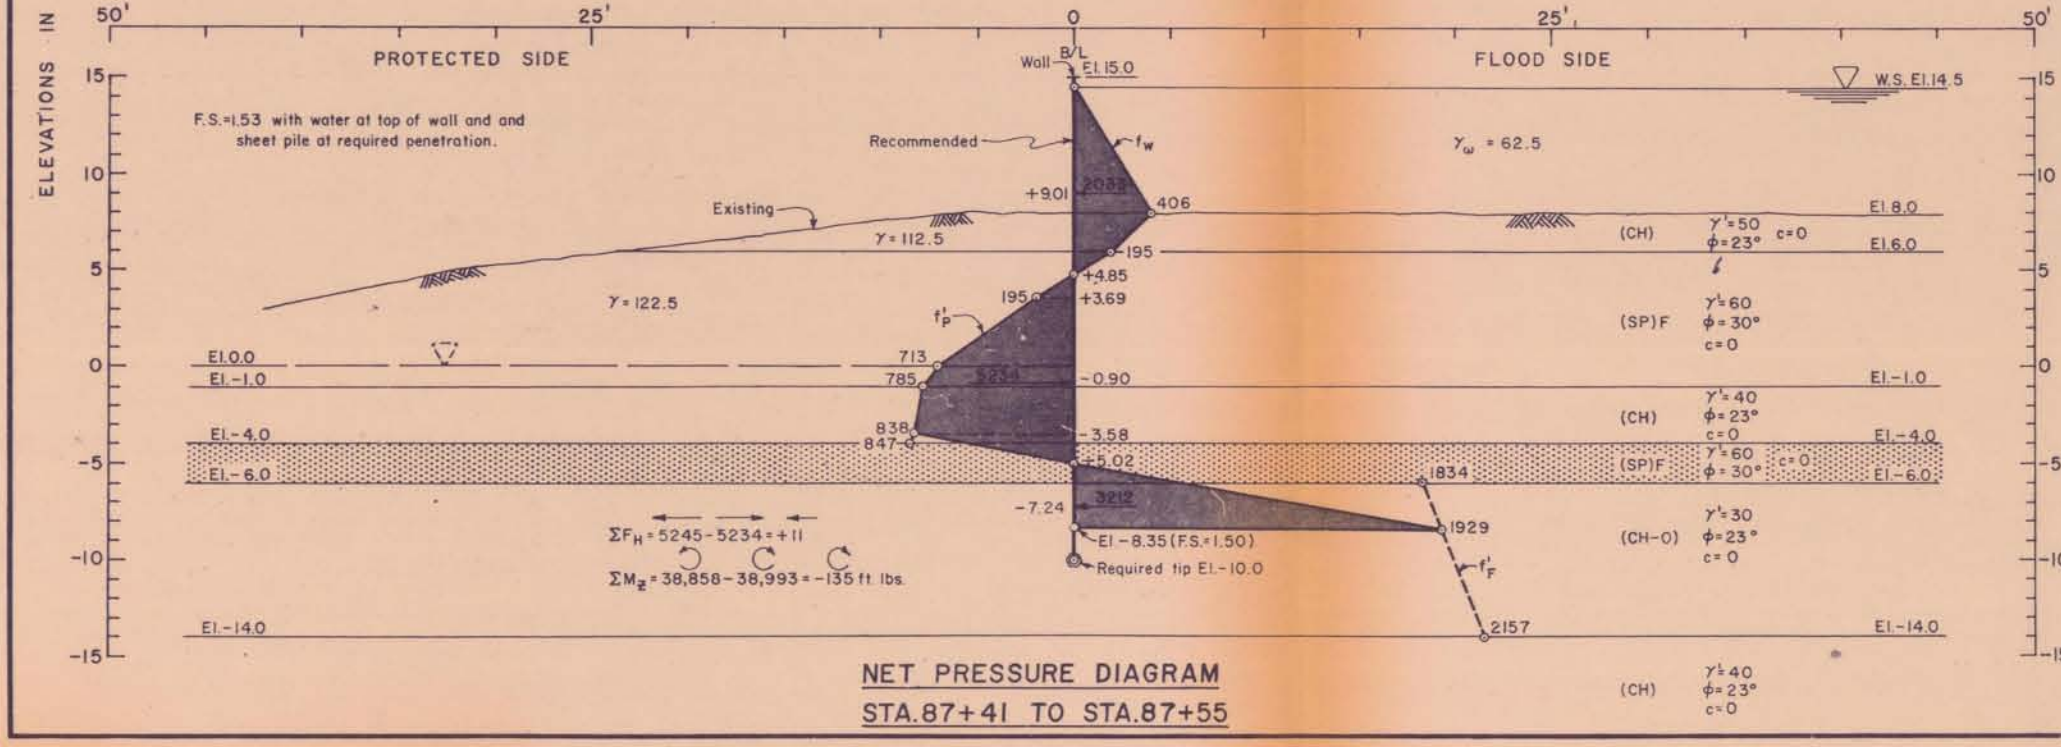 50' 25' 0 25' 50'
ELEVATIONS IN
PROTECTED SIDE
FLOOD SIDE
B/L
Wall
El.15.0
15
W.S. El.14.5
15
F.S.=1.53 with water at top of wall and and
sheet pile at required penetration.
Recommended
fw
γω = 62.5
10
+9.01
2033
406
10
Existing
El.8.0
γ = 112.5
(CH)
γ'= 50
φ= 23°
c=0
195
El.6.0
5
+4.85
5
γ = 122.5
195
+3.69
f'P
(SP)F
γ'= 60
φ= 30°
c=0
El.0.0
0
713
0
El.-1.0
785
5234
-0.90
El.-1.0
(CH)
γ'= 40
φ= 23°
c=0
El.-4.0
838
847
-3.58
El.-4.0
-5
+5.02
(SP)F
γ'= 60
φ= 30°
c=0
-5
El.-6.0
1834
El.-6.0
-7.24
3212
ΣFH = 5245-5234=+11
El.-8.35 (F.S.=1.50)
1929
(CH-O)
γ'= 30
φ= 23°
c=0
-10
ΣMz = 38,858-38,993=-135 ft. lbs.
Required tip El.-10.0
f'F
-10
El.-14.0
2157
El.-14.0
-15
-15
NET PRESSURE DIAGRAM
STA.87+41 TO STA.87+55
(CH)
γ'= 40
φ= 23°
c=0